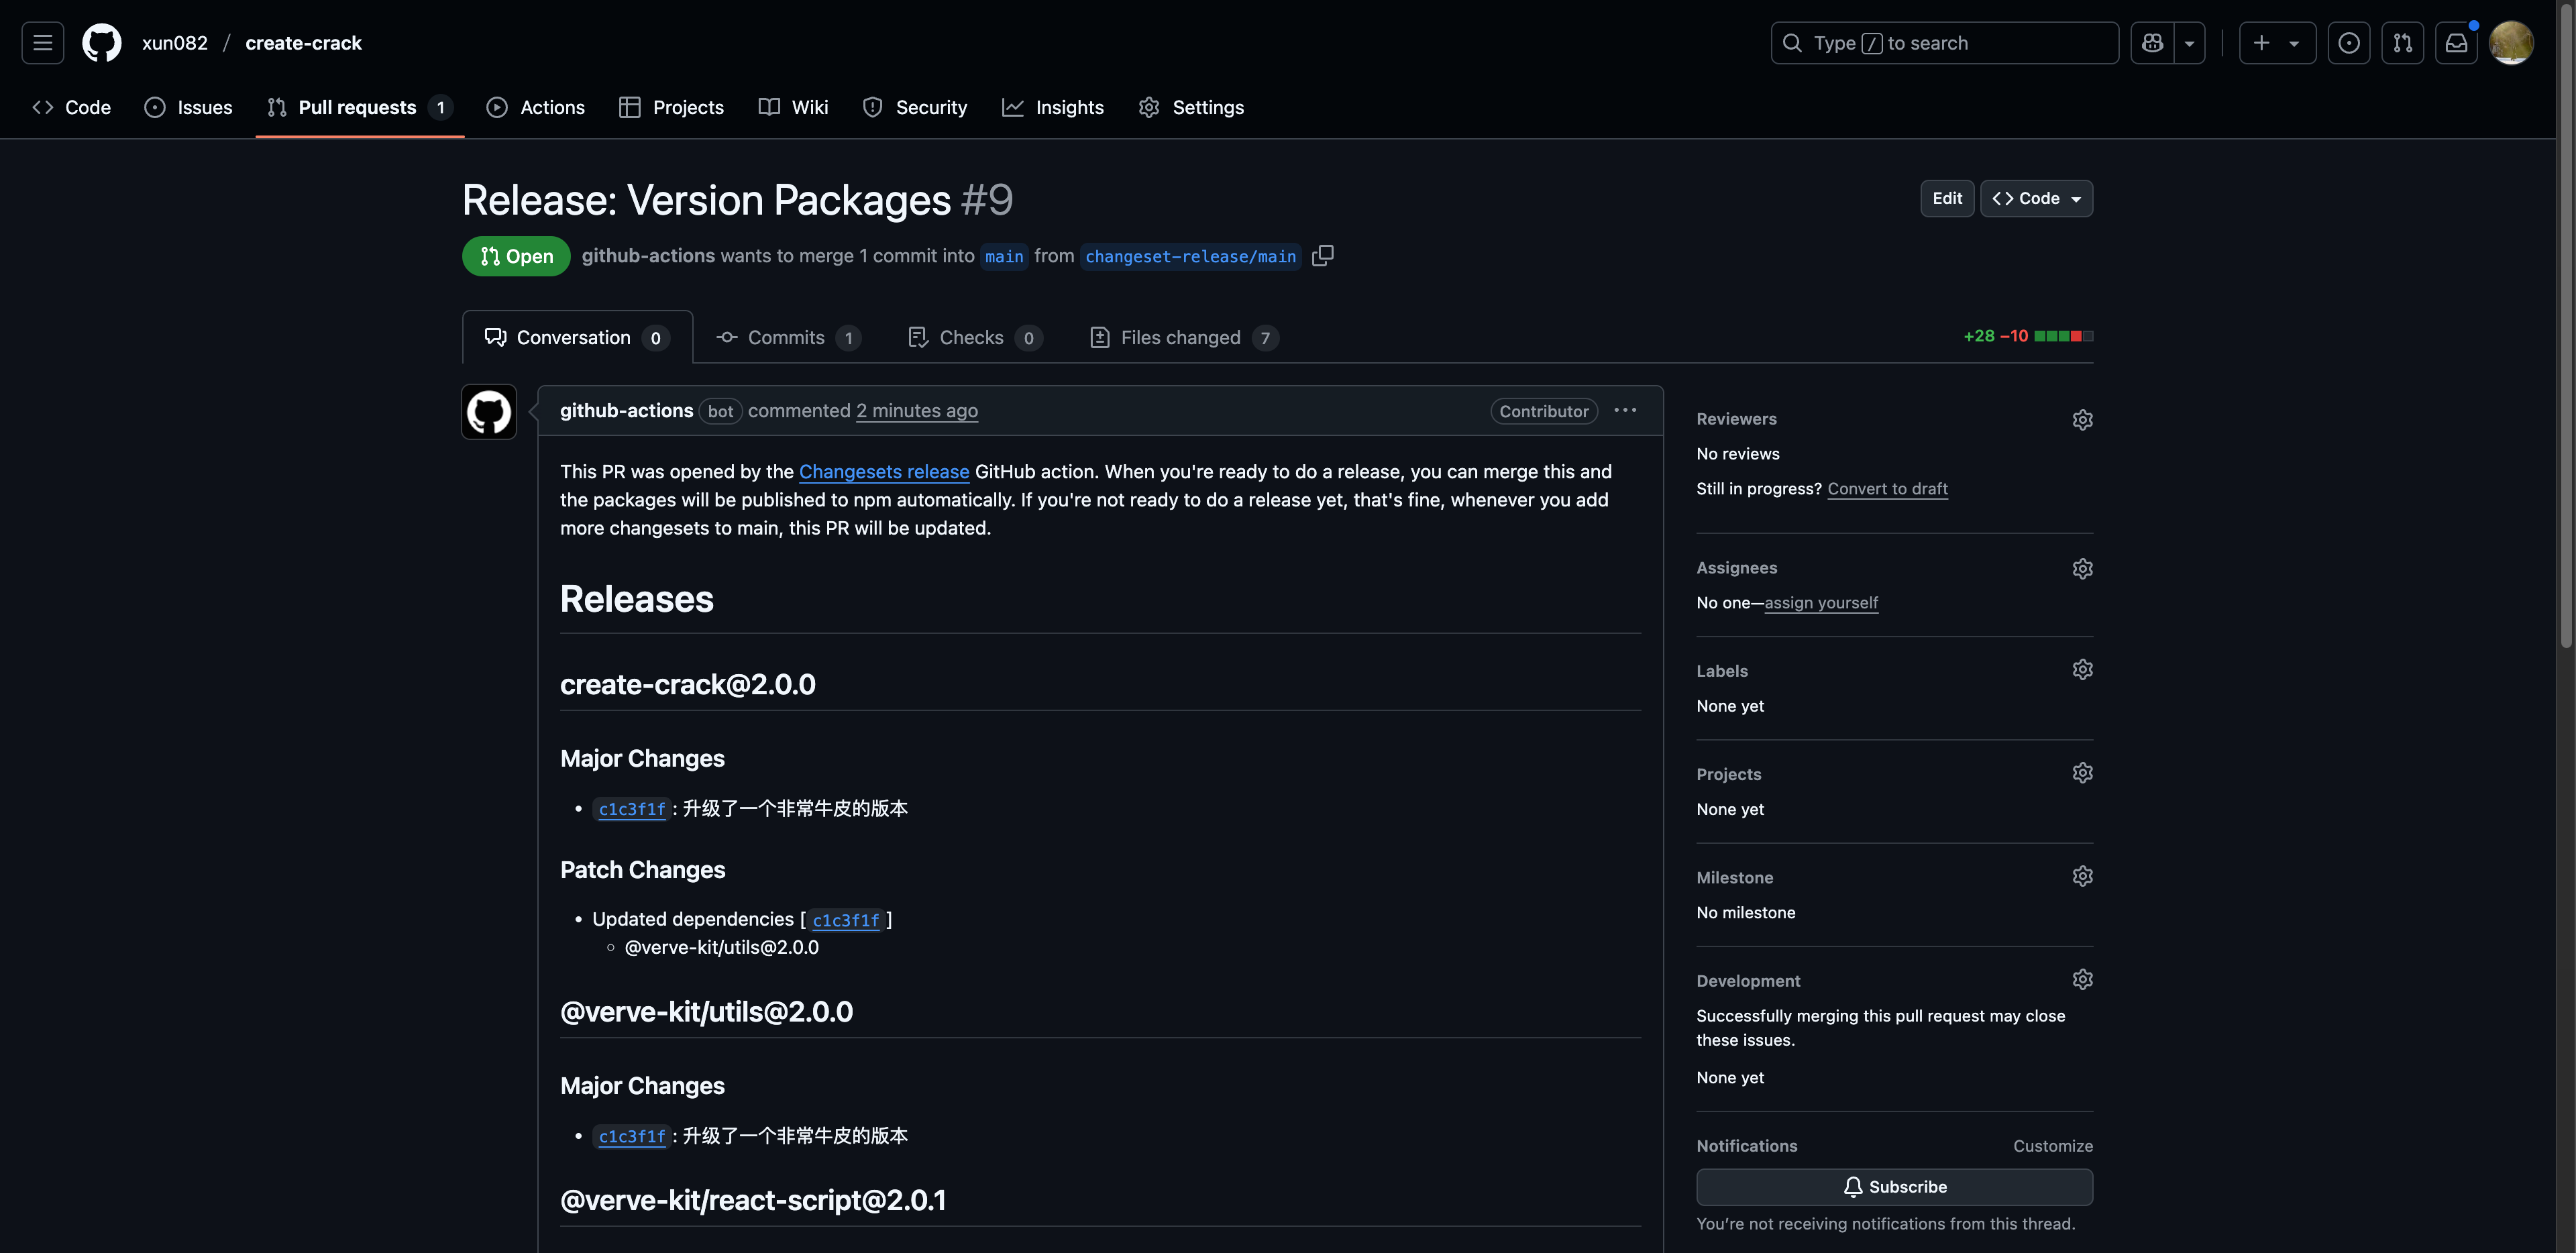 xun082 / create-crack
Type / to search
Code
Issues
Pull requests 1
Actions
Projects
Wiki
Security
Insights
Settings
Release: Version Packages #9
Edit
Code
Open
github-actions wants to merge 1 commit into main from changeset-release/main
Conversation 0
Commits 1
Checks 0
Files changed 7
+28 −10
github-actions bot commented 2 minutes ago
Contributor
This PR was opened by the Changesets release GitHub action. When you're ready to do a release, you can merge this and
the packages will be published to npm automatically. If you're not ready to do a release yet, that's fine, whenever you add
more changesets to main, this PR will be updated.
Releases
create-crack@2.0.0
Major Changes
• c1c3f1f: 升级了一个非常牛皮的版本
Patch Changes
• Updated dependencies [c1c3f1f]
◦ @verve-kit/utils@2.0.0
@verve-kit/utils@2.0.0
Major Changes
• c1c3f1f: 升级了一个非常牛皮的版本
@verve-kit/react-script@2.0.1
Reviewers
No reviews
Still in progress? Convert to draft
Assignees
No one—assign yourself
Labels
None yet
Projects
None yet
Milestone
No milestone
Development
Successfully merging this pull request may close
these issues.
None yet
Notifications
Customize
Subscribe
You're not receiving notifications from this thread.